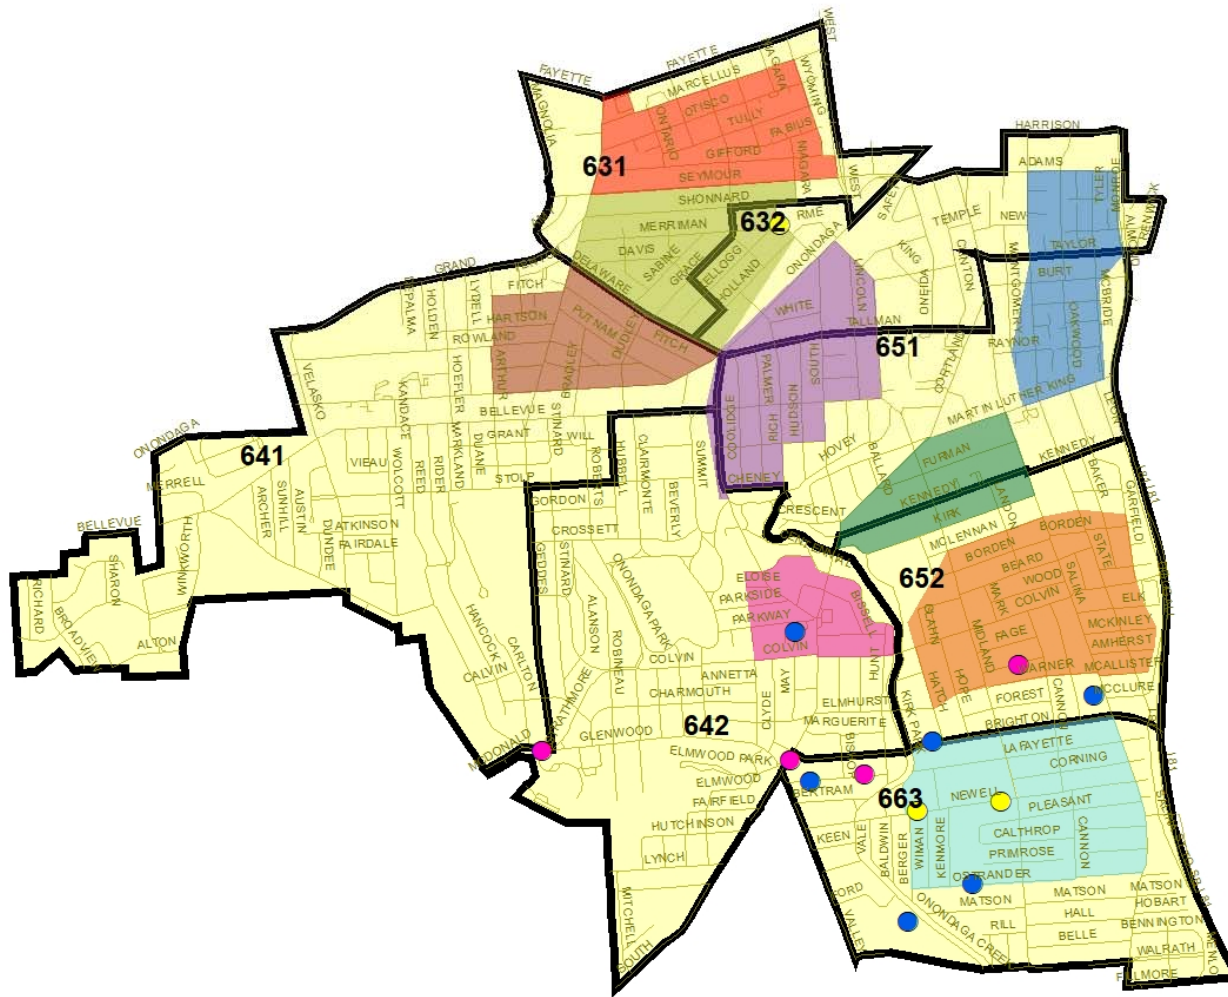 WEST
FAYETTE
FAYETTE
MARCELLUS
WYOMING
MAGNOLIA
OTISCO
ONTARIO
TULLY
FABIUS
GIFFORD
NIAGARA
HARRISON
631
SEYMOUR
ADAMS
WEST
TYLER
MONROE
SHONNARD
RENWICK
632
MERRIMAN
TEMPLE
NEW
DAVIS
SABINE
GRACE
KELLOGG
HOLLAND
ONONDAGA
KING
CANTON
TAYLOR
GRAND
DELAWARE
LINCOLN
ONEIDA
MONTGOMERY
BURT
MCBRIDE
FITCH
HOLDEN
LYDELL
HARTSON
PUTNAM
DUDLEY
FITCH
WHITE
TALLMAN
OAKWOOD
ROWLAND
651
RAYNOR
CORTLAND
VELASKO
KANDACE
HOEFLER
ARTHUR
BRADLEY
PALMER
SOUTH
RICH
HUDSON
MARTIN LUTHER KING
LEON
BELLEVUE
STINARD
COOLIDGE
ONONDAGA
GRANT
WILL
HUBBELL
CLAIRMONTE
SUMMIT
HOVEY
BALLARD
FURMAN
KENNEDY
641
VIEAU
WOLCOTT
MARKLAND
DUANE
REED
RIDER
STOLP
ROBERTS
BEVERLY
CHENEY
KENNEDY
BAKER
MERRELL
ARCHER
SUNHILL
AUSTIN
GORDON
CRESCENT
KIRK
LANDON
GARFIELD
BELLEVUE
DUNDEE
ATKINSON
CROSSETT
MCLENNAN
BORDEN
FAIRDALE
GEDDES
STINARD
ONONDAGA PARK
BORDEN
BEARD
STATE
RICHARD
SHARON
ELOISE
652
WOOD
SALINA
BROADVIEW
HANCOCK
ALANSON
PARKSIDE
BISSELL
MARK
COLVIN
ELK
PARKWAY
GLAHN
MCKINLEY
ALTON
CARLTON
ROBINEAU
COLVIN
MIDLAND
AMHERST
COLVIN
HUNT
MCALLISTER
CALVIN
ANNETTA
MAY
HOPE
HATCH
CANNON
MCCLURE
STRATHMORE
CHARMOUTH
CLYDE
ELMHURST
KIRK PARK
FOREST
642
MARGUERITE
BRIGHTON
MCDONALD
GLENWOOD
LAFAYETTE
ELMWOOD PARK
CORNING
I 81
ELMWOOD
BERTRAM
663
NEWELL
FAIRFIELD
PLEASANT
HUTCHINSON
KEEN
VALE
BALDWIN
BERGER
WIMAN
KENMORE
CALTHROP
CANNON
LYNCH
PRIMROSE
OSTRANDER
MATSON
MATSON
MATSON
HOBART
MITCHELL
ONONDAGA CREEK
HALL
RILL
BENNINGTON
VALLEY
BELLE
WALRATH
SOUTH
FILLMORE